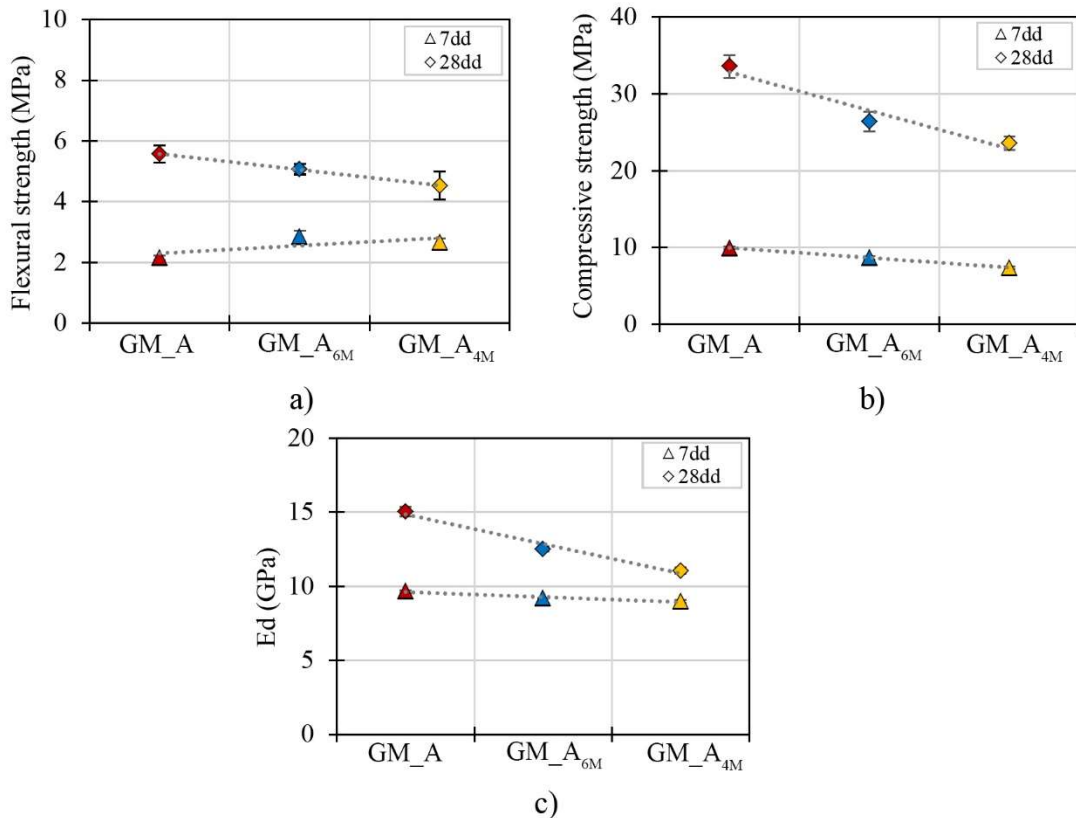 Flexural strength (MPa)
10
8
6
4
2
0
△ 7dd
◇ 28dd
GM_A GM_A6M GM_A4M
a)
Compressive strength (MPa)
40
30
20
10
0
△ 7dd
◇ 28dd
GM_A GM_A6M GM_A4M
b)
Ed (GPa)
20
15
10
5
0
△ 7dd
◇ 28dd
GM_A GM_A6M GM_A4M
c)